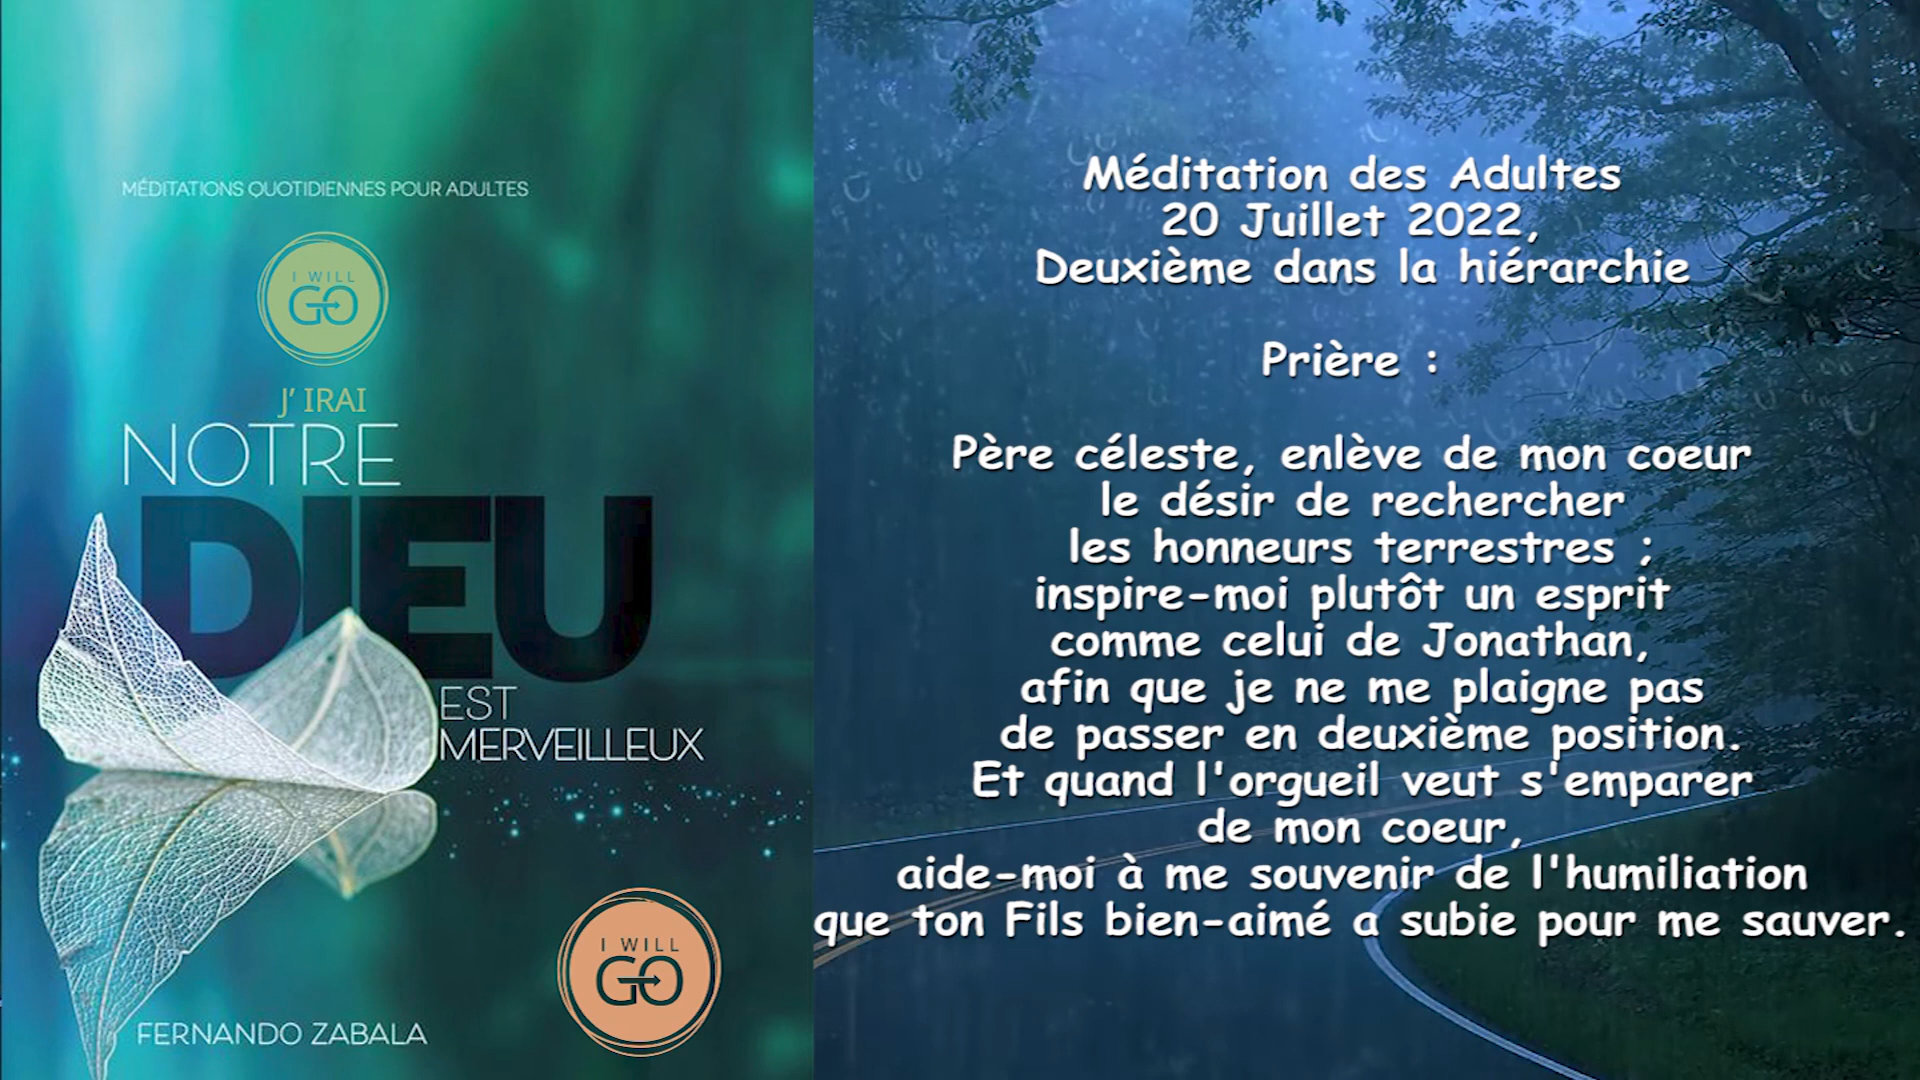 MÉDITATIONS QUOTIDIENNES POUR ADULTES
I WILL
GO
J' IRAI
NOTRE
DIEU
EST
MERVEILLEUX
I WILL
GO
FERNANDO ZABALA
Méditation des Adultes
20 Juillet 2022,
Deuxième dans la hiérarchie
Prière :
Père céleste, enlève de mon coeur
le désir de rechercher
les honneurs terrestres ;
inspire-moi plutôt un esprit
comme celui de Jonathan,
afin que je ne me plaigne pas
de passer en deuxième position.
Et quand l'orgueil veut s'emparer
de mon coeur,
aide-moi à me souvenir de l'humiliation
que ton Fils bien-aimé a subie pour me sauver.